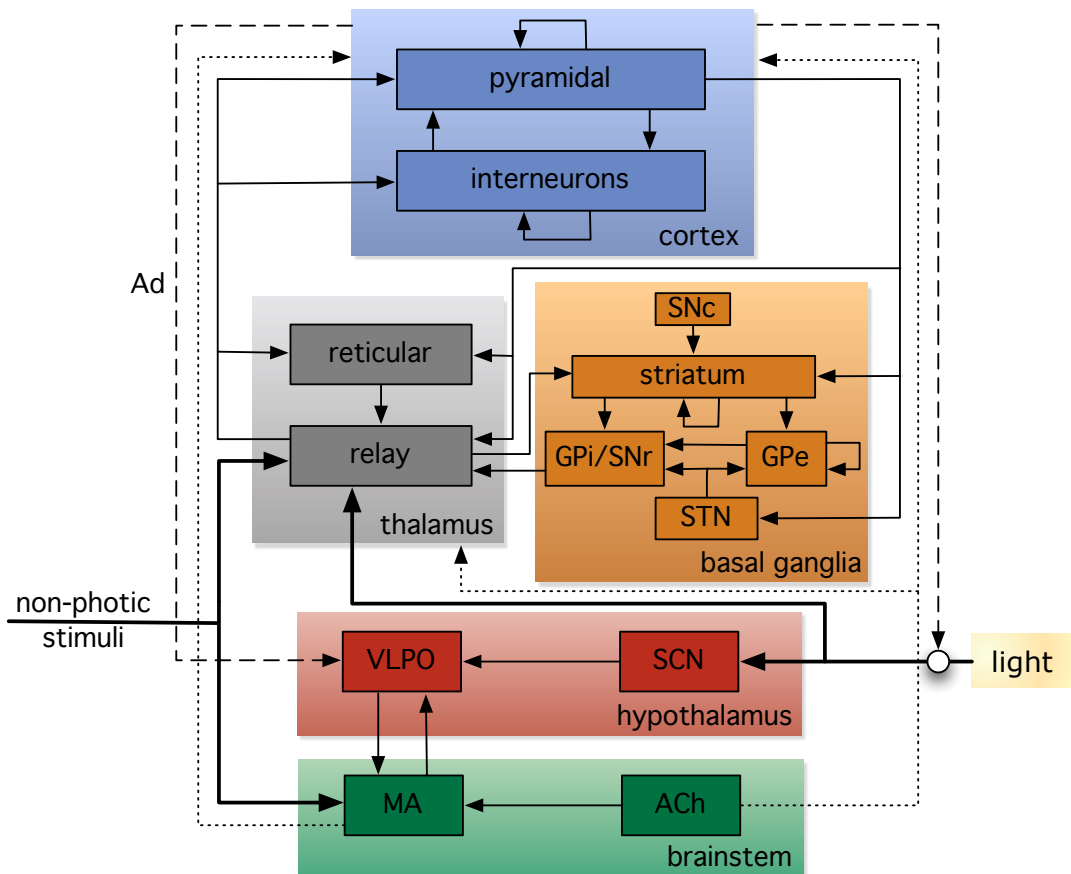 pyramidal
interneurons
cortex
Ad
SNc
reticular
striatum
relay
GPi/SNr
GPe
STN
thalamus
basal ganglia
non-photic
stimuli
VLPO
SCN
light
hypothalamus
MA
ACh
brainstem